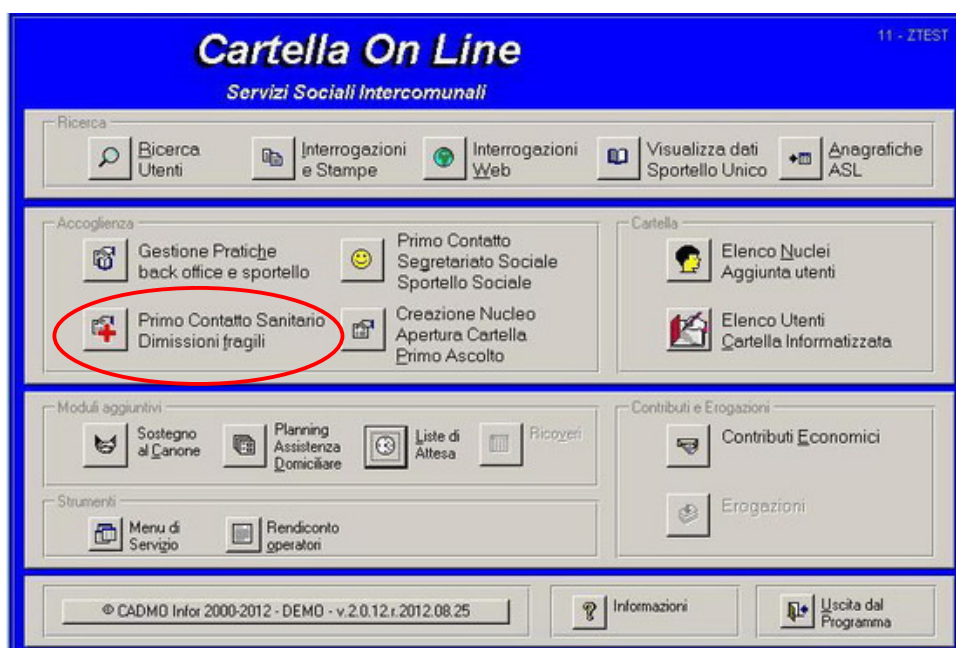 Cartella On Line
11 - ZTEST
Servizi Sociali Intercomunali
Ricerca
Ricerca
Utenti
Interrogazioni
e Stampe
Interrogazioni
Web
Visualizza dati
Sportello Unico
Anagrafiche
ASL
Accoglienza
Gestione Pratiche
back office e sportello
Primo Contatto
Segretariato Sociale
Sportello Sociale
Primo Contatto Sanitario
Dimissioni fragili
Creazione Nucleo
Apertura Cartella
Primo Ascolto
Cartella
Elenco Nuclei
Aggiunta utenti
Elenco Utenti
Cartella Informatizzata
Moduli aggiuntivi
Sostegno
al Canone
Planning
Assistenza
Domiciliare
Liste di
Attesa
Ricoveri
Contributi e Erogazioni
Contributi Economici
Erogazioni
Strumenti
Menu di
Servizio
Rendiconto
operatori
© CADMO Infor 2000-2012 - DEMO - v.2.0.12.r.2012.08.25
Informazioni
Uscita dal
Programma